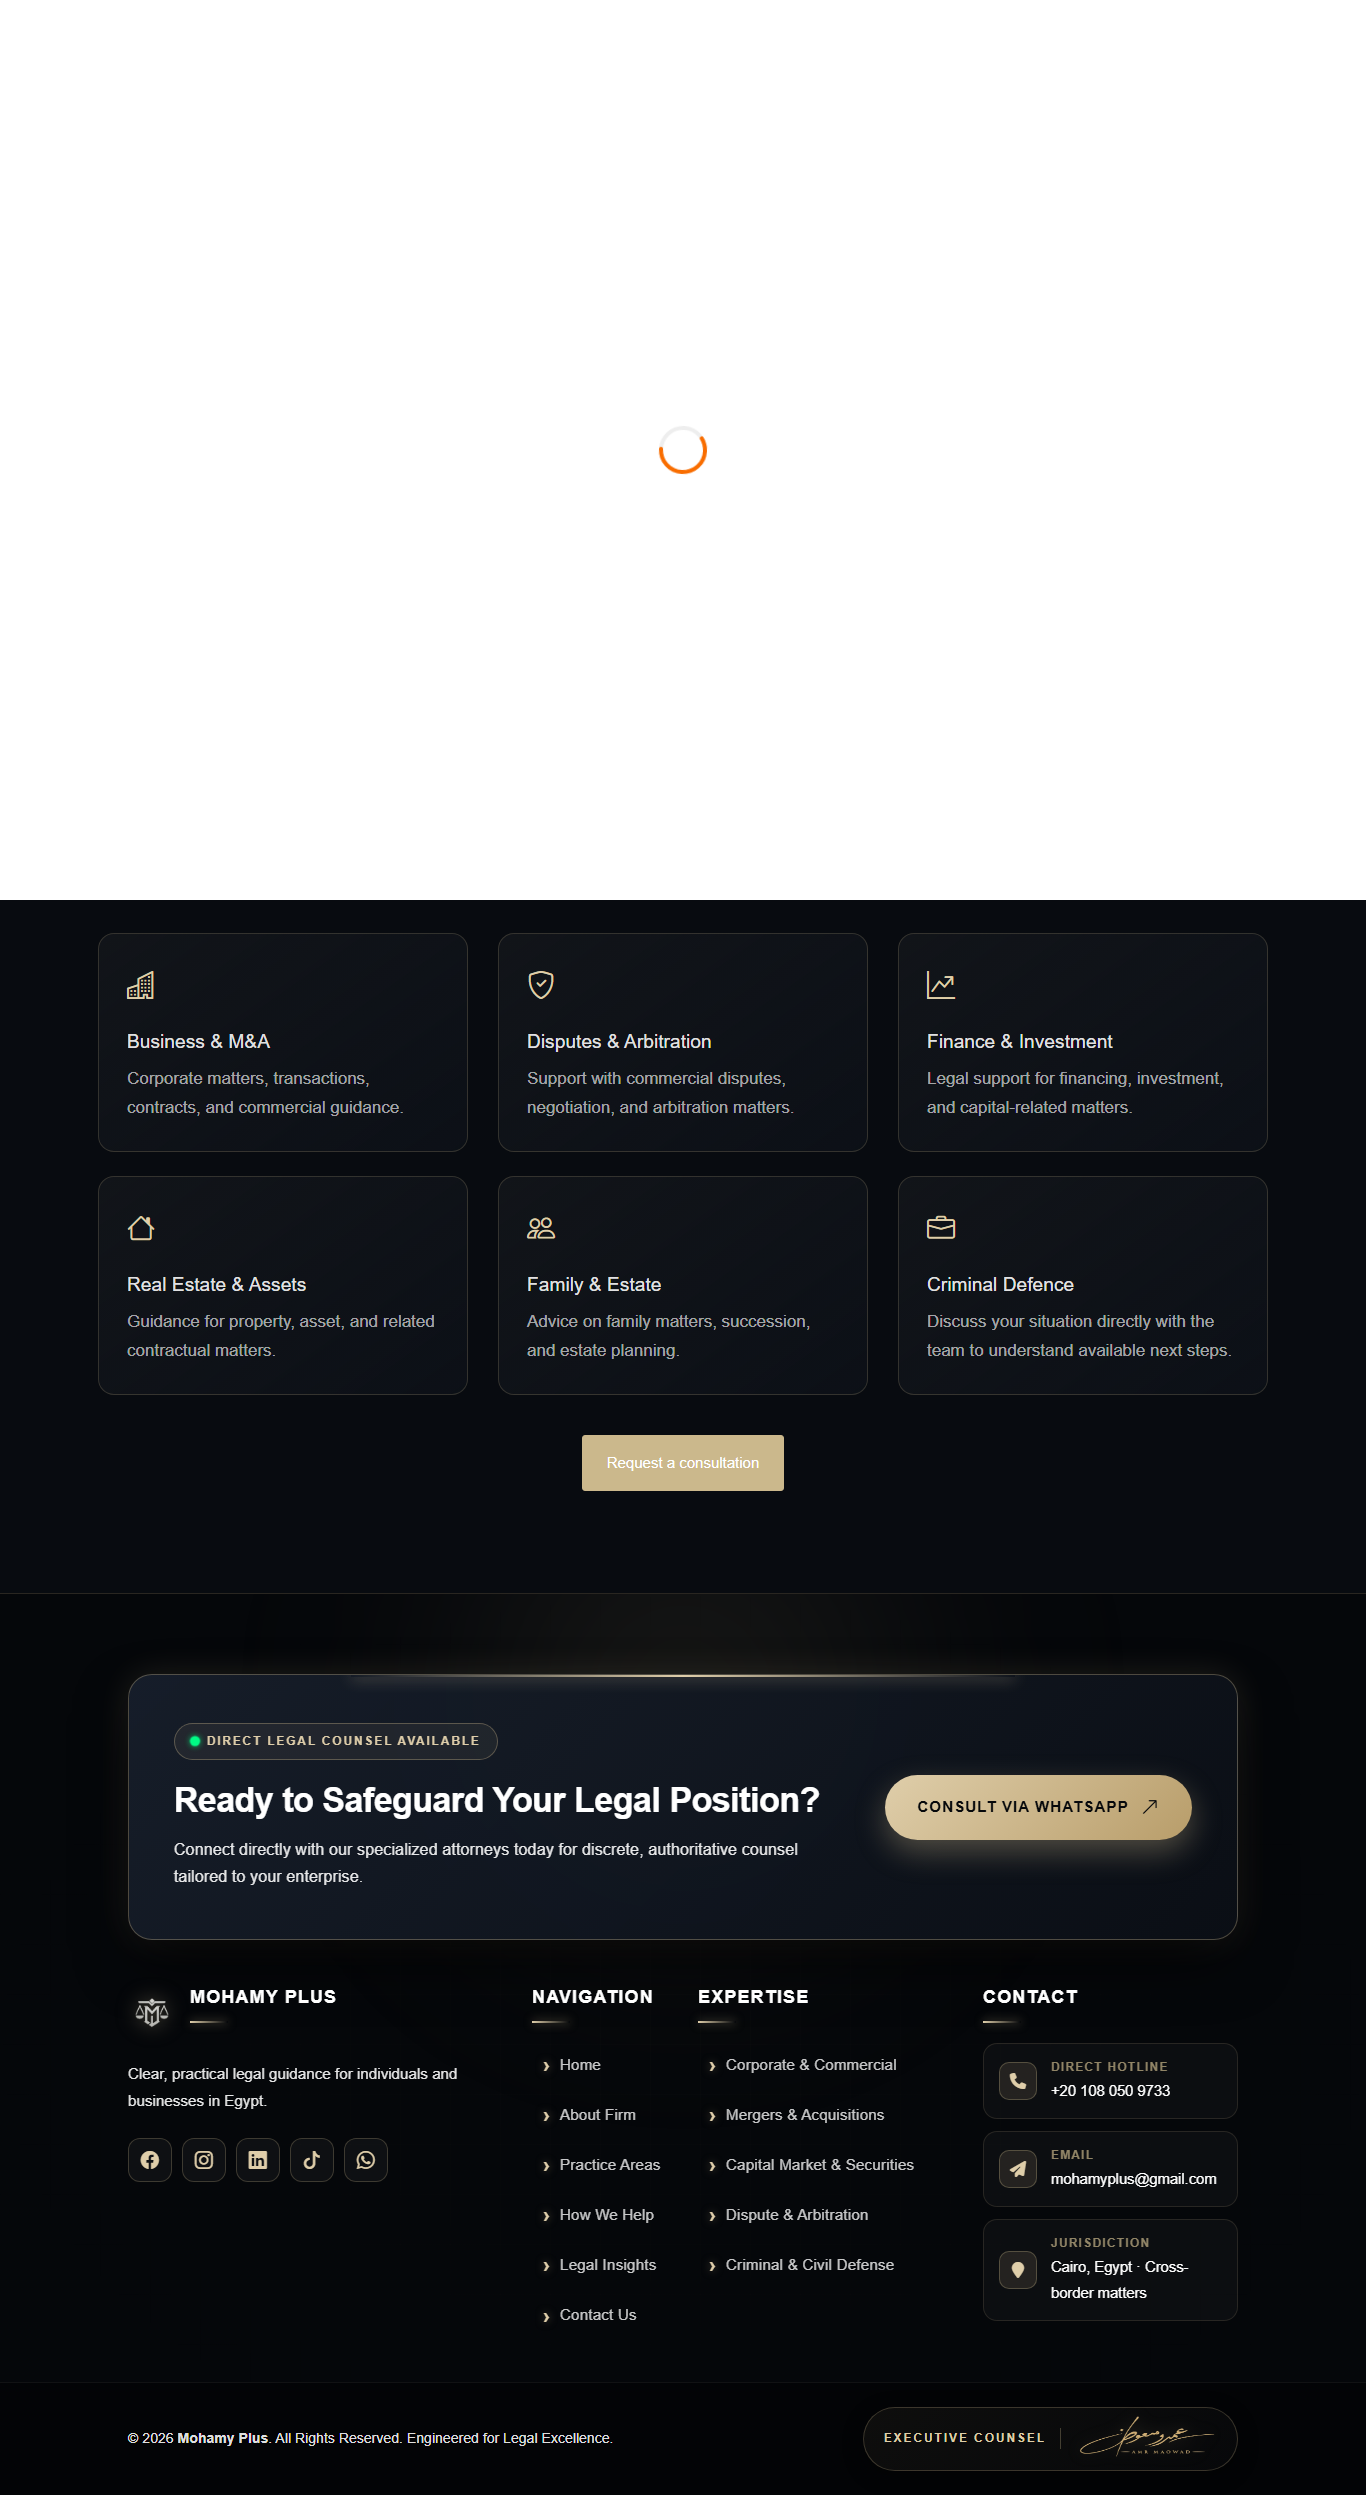 Business & M&A
Corporate matters, transactions,
contracts, and commercial guidance.
Disputes & Arbitration
Support with commercial disputes,
negotiation, and arbitration matters.
Finance & Investment
Legal support for financing, investment,
and capital-related matters.
Real Estate & Assets
Guidance for property, asset, and related
contractual matters.
Family & Estate
Advice on family matters, succession,
and estate planning.
Criminal Defence
Discuss your situation directly with the
team to understand available next steps.
Request a consultation
DIRECT LEGAL COUNSEL AVAILABLE
Ready to Safeguard Your Legal Position?
Connect directly with our specialized attorneys today for discrete, authoritative counsel
tailored to your enterprise.
CONSULT VIA WHATSAPP
MOHAMY PLUS
Clear, practical legal guidance for individuals and
businesses in Egypt.
NAVIGATION
Home
About Firm
Practice Areas
How We Help
Legal Insights
Contact Us
EXPERTISE
Corporate & Commercial
Mergers & Acquisitions
Capital Market & Securities
Dispute & Arbitration
Criminal & Civil Defense
CONTACT
DIRECT HOTLINE
+20 108 050 9733
EMAIL
mohamyplus@gmail.com
JURISDICTION
Cairo, Egypt · Cross-
border matters
© 2026 Mohamy Plus. All Rights Reserved. Engineered for Legal Excellence.
EXECUTIVE COUNSEL
AMR MAOWAD